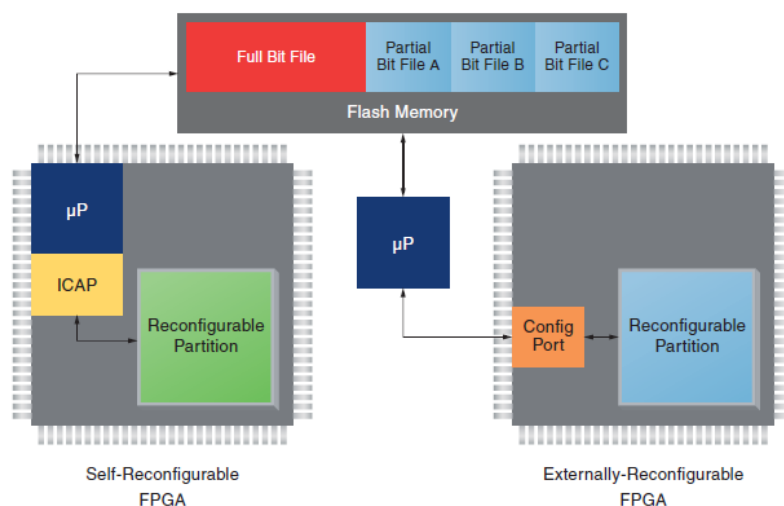 Full Bit File
Partial
Bit File A
Partial
Bit File B
Partial
Bit File C
Flash Memory
μP
ICAP
Reconfigurable
Partition
μP
Config
Port
Reconfigurable
Partition
Self-Reconfigurable
FPGA
Externally-Reconfigurable
FPGA